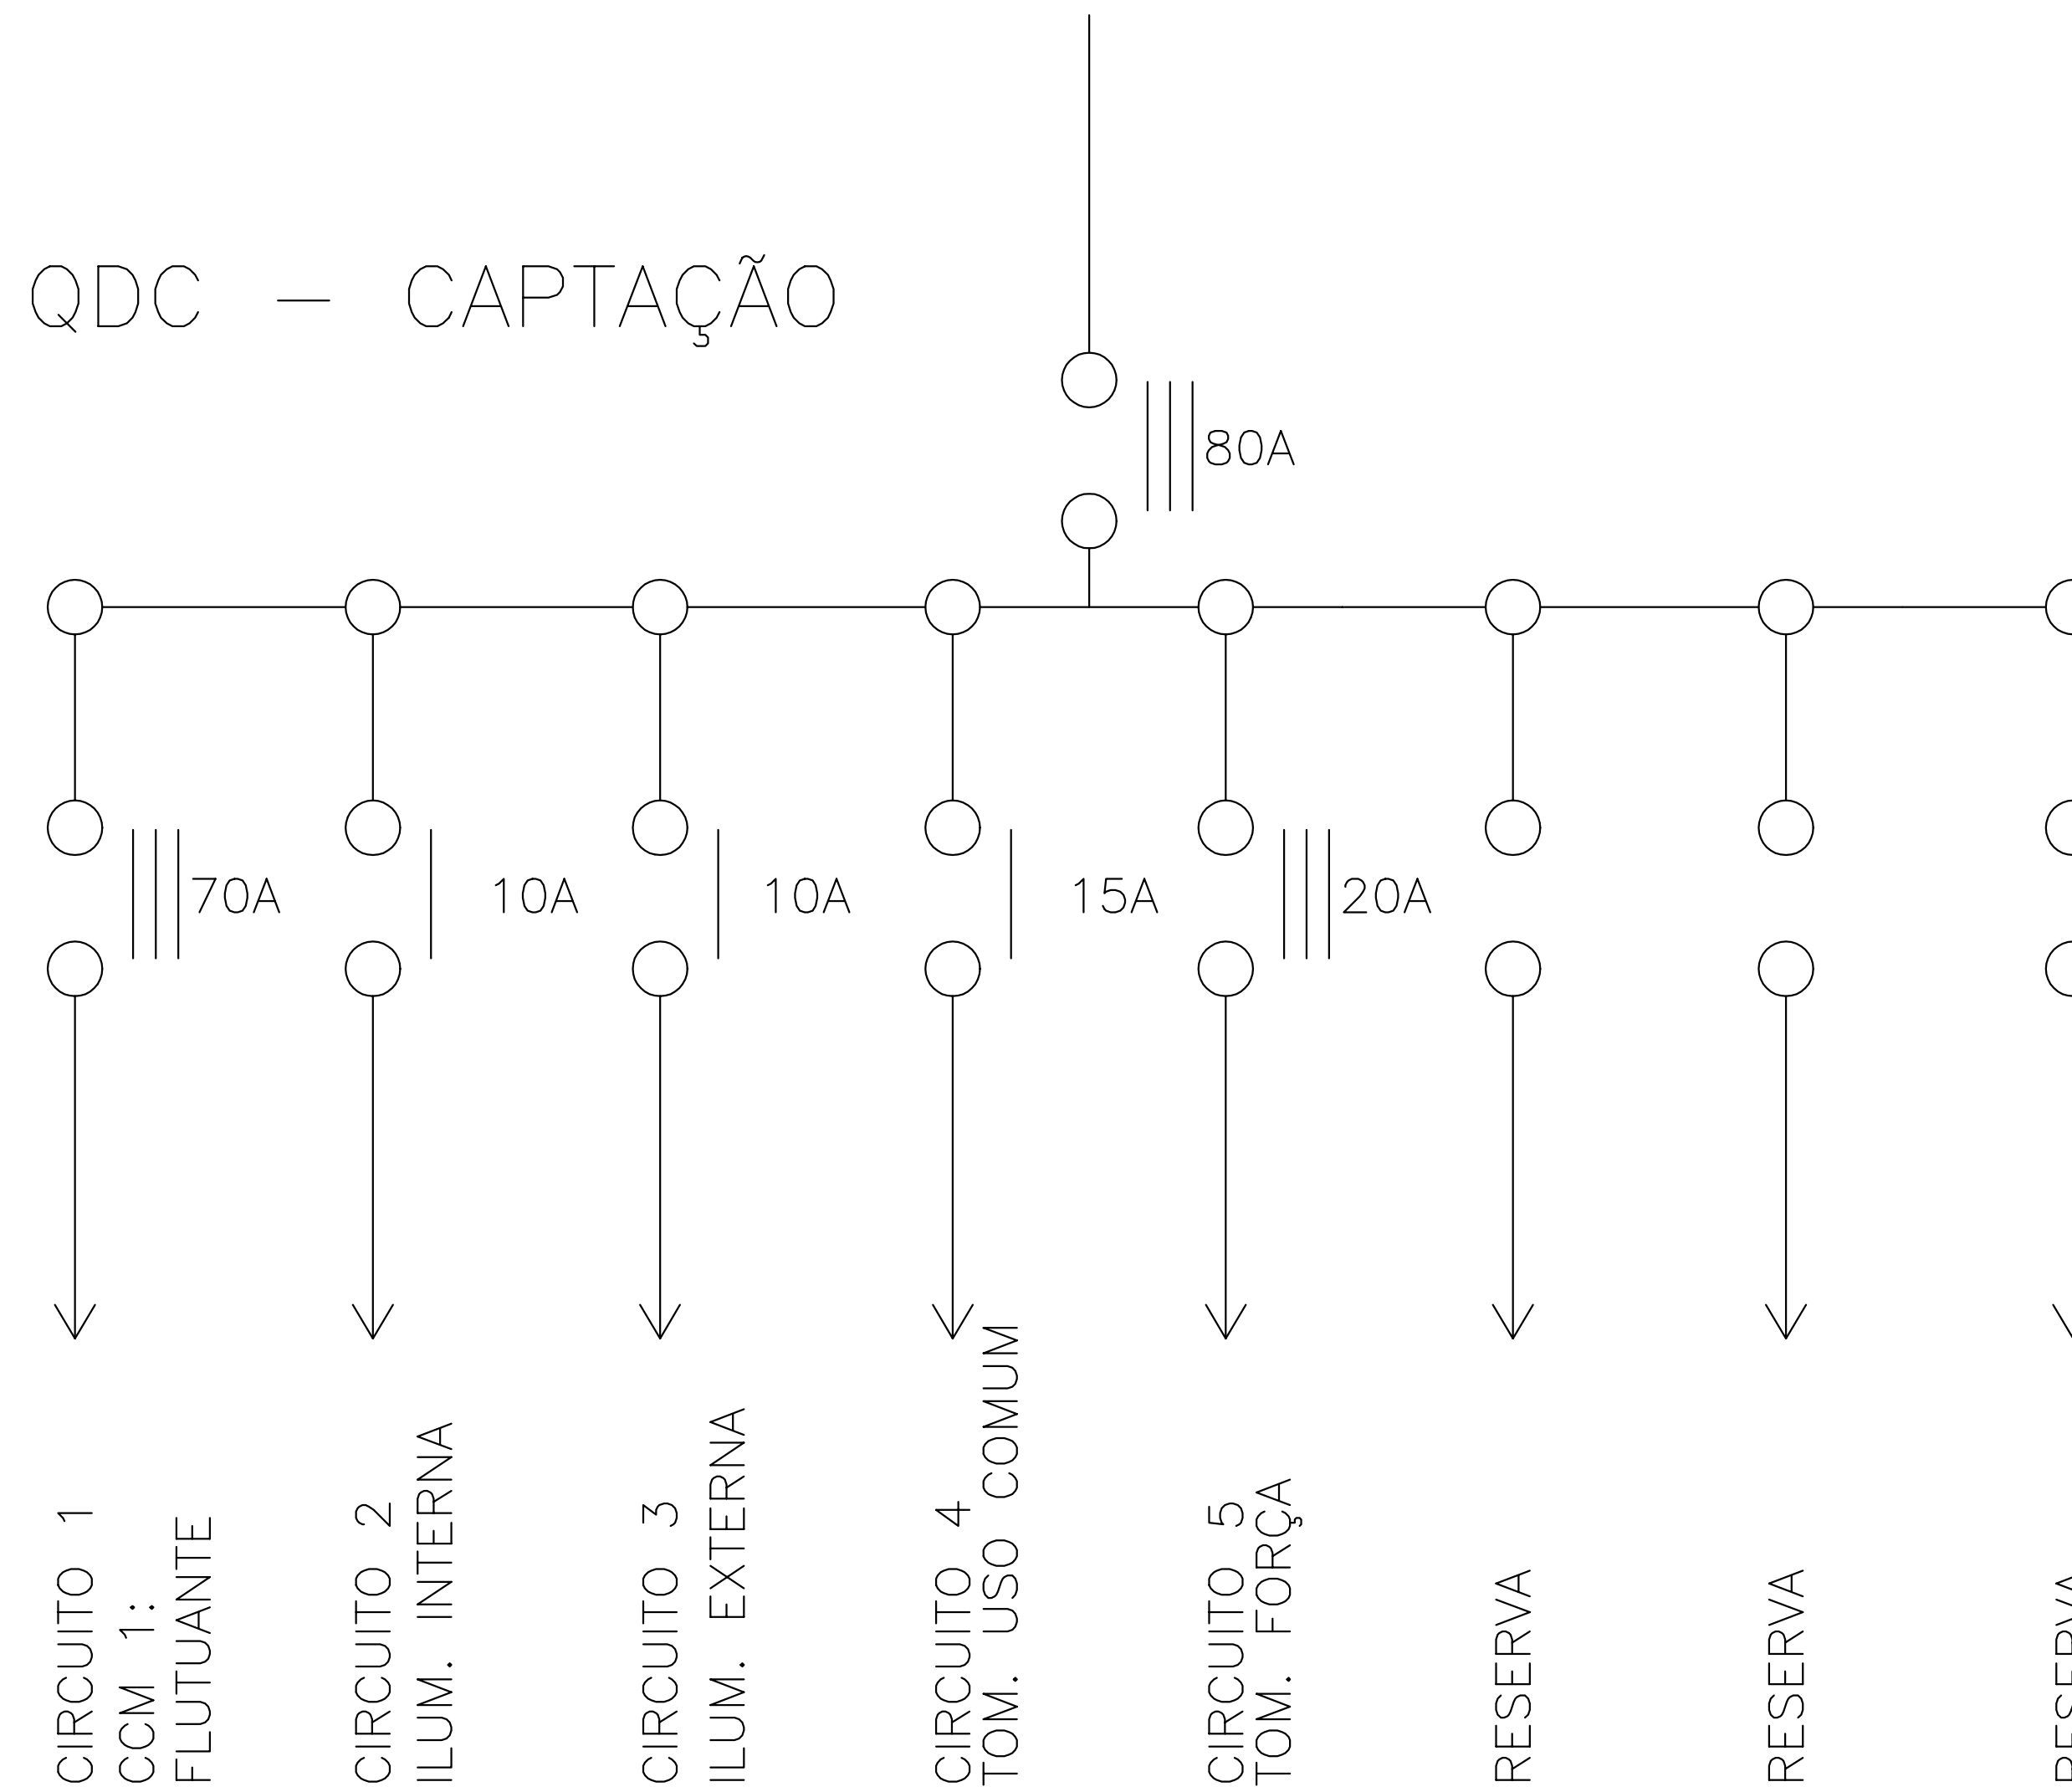 QDC - CAPTAÇÃO
80A
70A
10A
10A
15A
20A
CIRCUITO 1
CCM 1:
FLUTUANTE
CIRCUITO 2
ILUM. INTERNA
CIRCUITO 3
ILUM. EXTERNA
CIRCUITO 4
TOM. USO COMUM
CIRCUITO 5
TOM. FORÇA
RESERVA
RESERVA
RESERVA